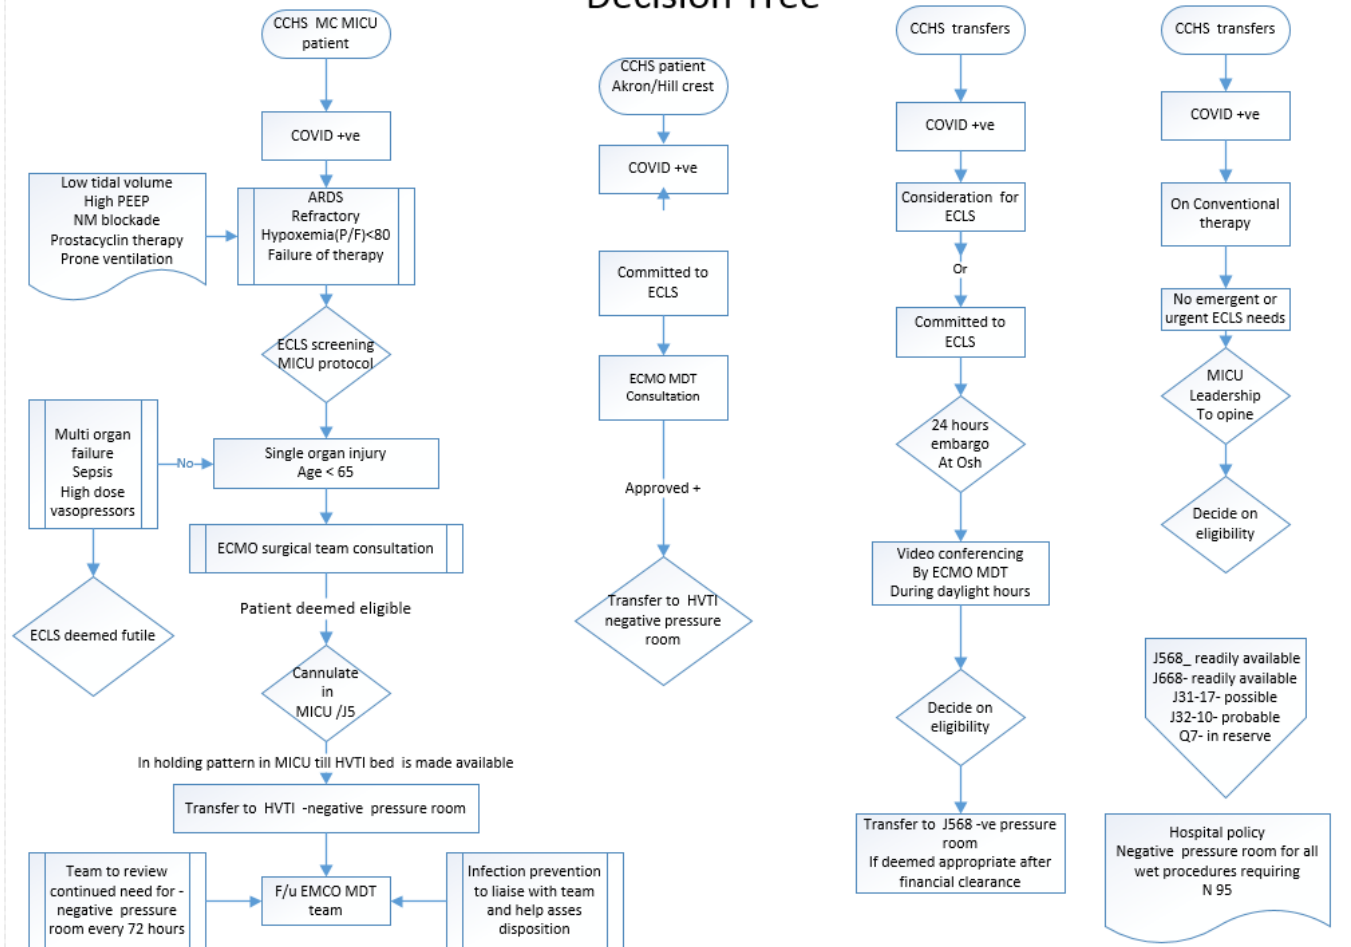 Decision Tree
CCHS MC MICU
patient
COVID +ve
Low tidal volume
High PEEP
NM blockade
Prostacyclin therapy
Prone ventilation
ARDS
Refractory
Hypoxemia(P/F)<80
Failure of therapy
ECLS screening
MICU protocol
Multi organ
failure
Sepsis
High dose
vasopressors
No
Single organ injury
Age < 65
ECMO surgical team consultation
ECLS deemed futile
Patient deemed eligible
Cannulate
in
MICU /J5
In holding pattern in MICU till HVTI bed is made available
Transfer to HVTI -negative pressure room
Team to review
continued need for -
negative pressure
room every 72 hours
F/u EMCO MDT
team
Infection prevention
to liaise with team
and help asses
disposition
CCHS patient
Akron/Hill crest
COVID +ve
Committed to
ECLS
ECMO MDT
Consultation
Approved +
Transfer to HVTI
negative pressure
room
CCHS transfers
COVID +ve
Consideration for
ECLS
Or
Committed to
ECLS
24 hours
embargo
At Osh
Video conferencing
By ECMO MDT
During daylight hours
Decide on
eligibility
Transfer to J568 -ve pressure
room
If deemed appropriate after
financial clearance
CCHS transfers
COVID +ve
On Conventional
therapy
No emergent or
urgent ECLS needs
MICU
Leadership
To opine
Decide on
eligibility
J568_ readily available
J668- readily available
J31-17- possible
J32-10- probable
Q7- in reserve
Hospital policy
Negative pressure room for all
wet procedures requiring
N 95